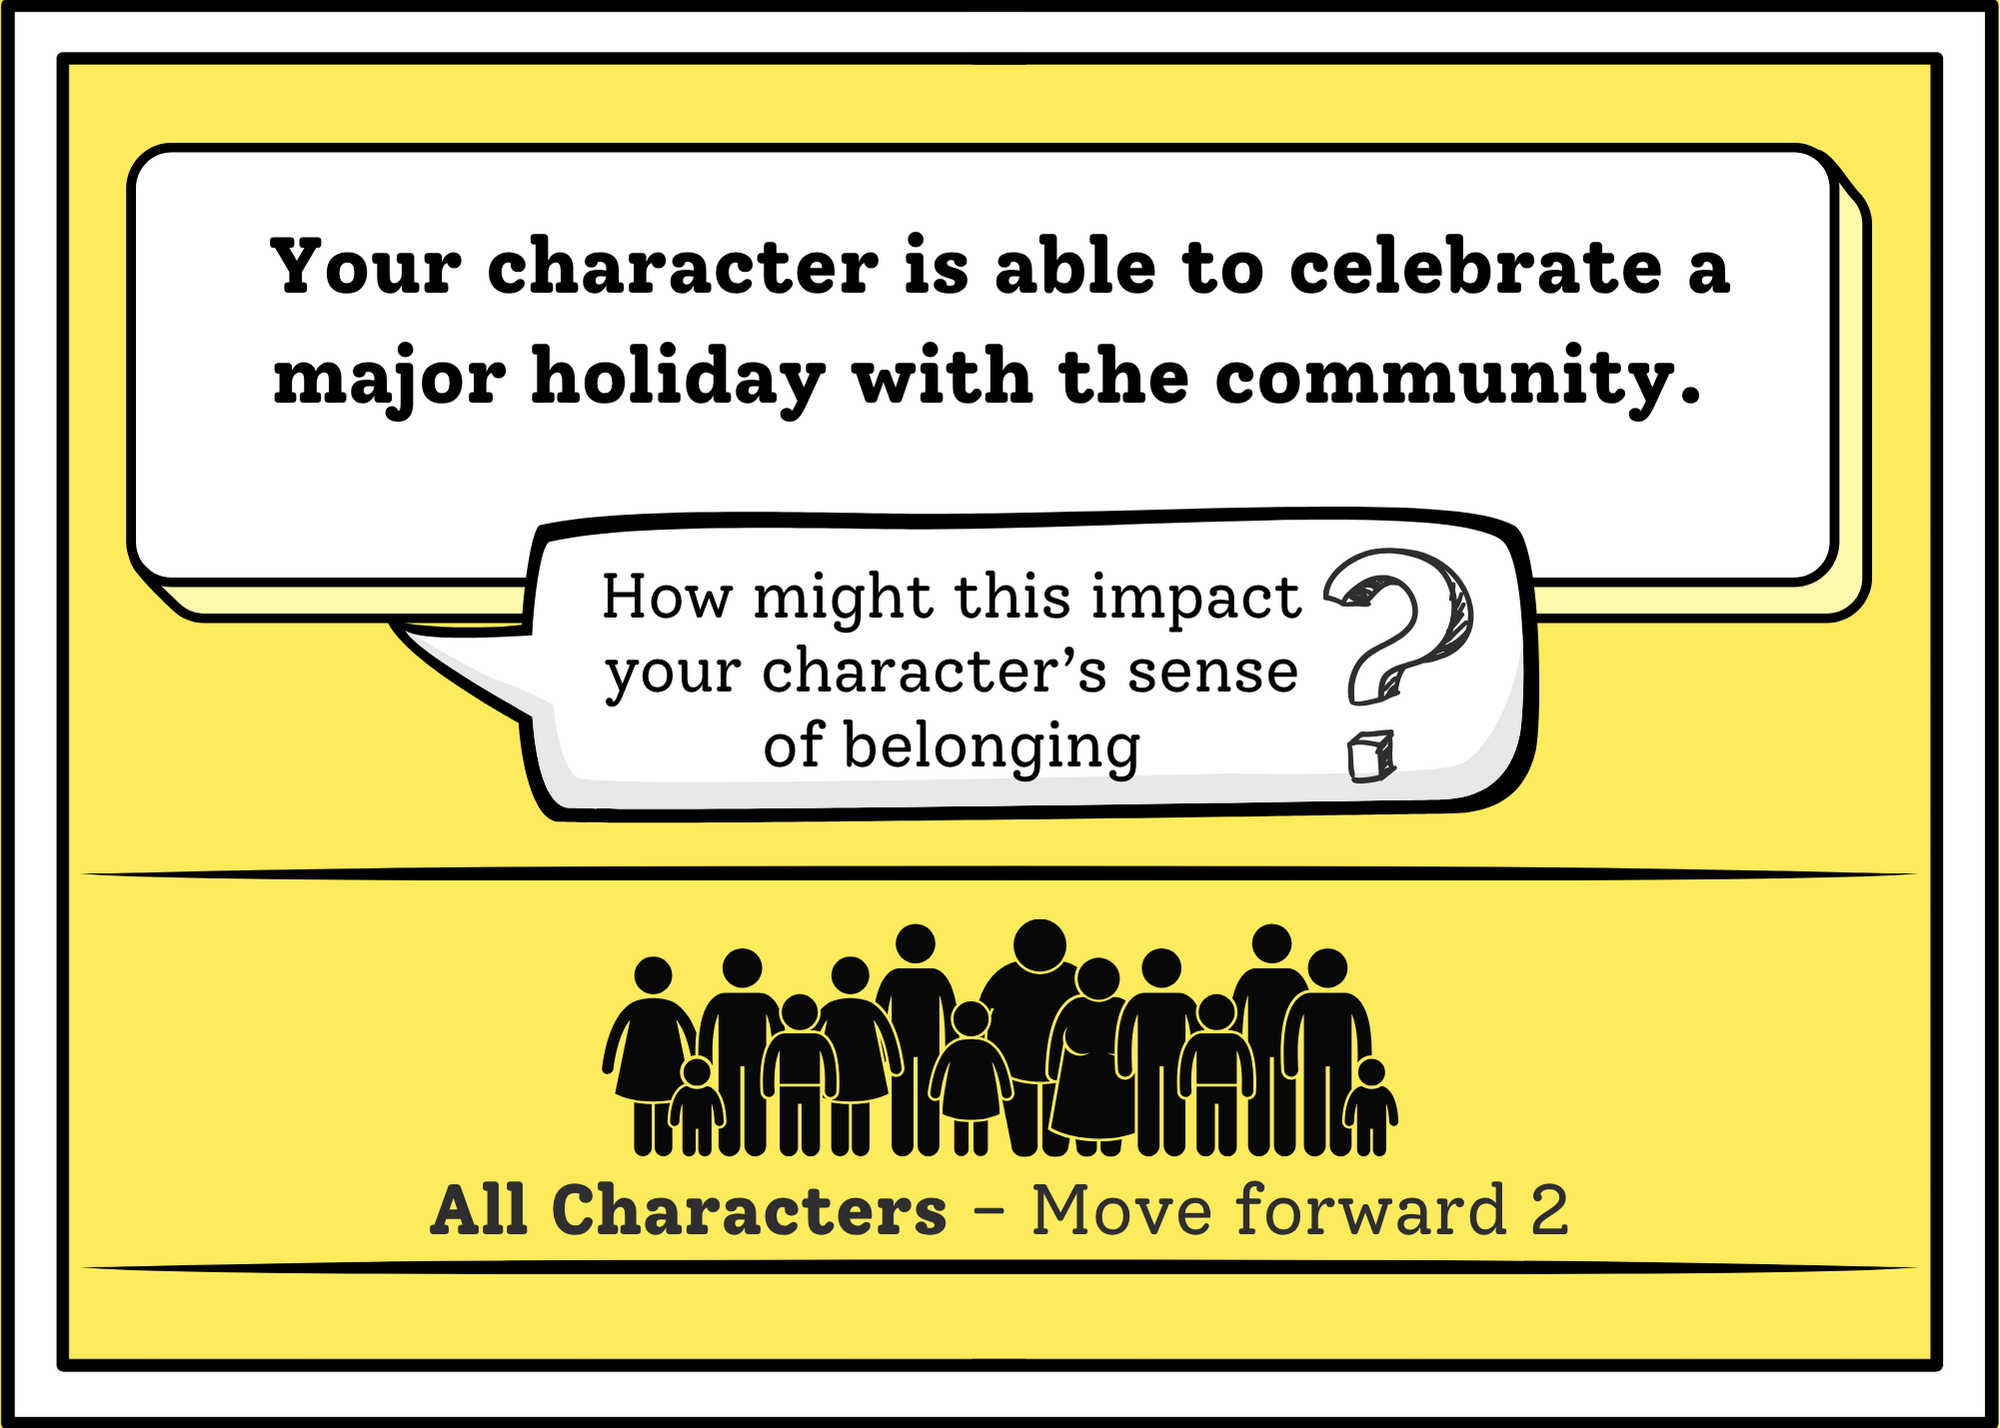 Your character is able to celebrate a
major holiday with the community.
How might this impact
your character’s sense
of belonging
?
All Characters – Move forward 2